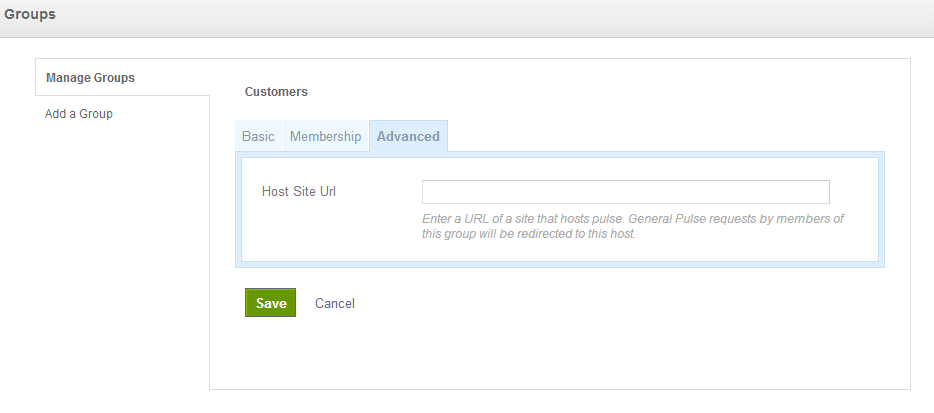 Groups
Manage Groups
Add a Group
Customers
Basic Membership Advanced
Host Site Url
Enter a URL of a site that hosts pulse. General Pulse requests by members of
this group will be redirected to this host.
Save Cancel